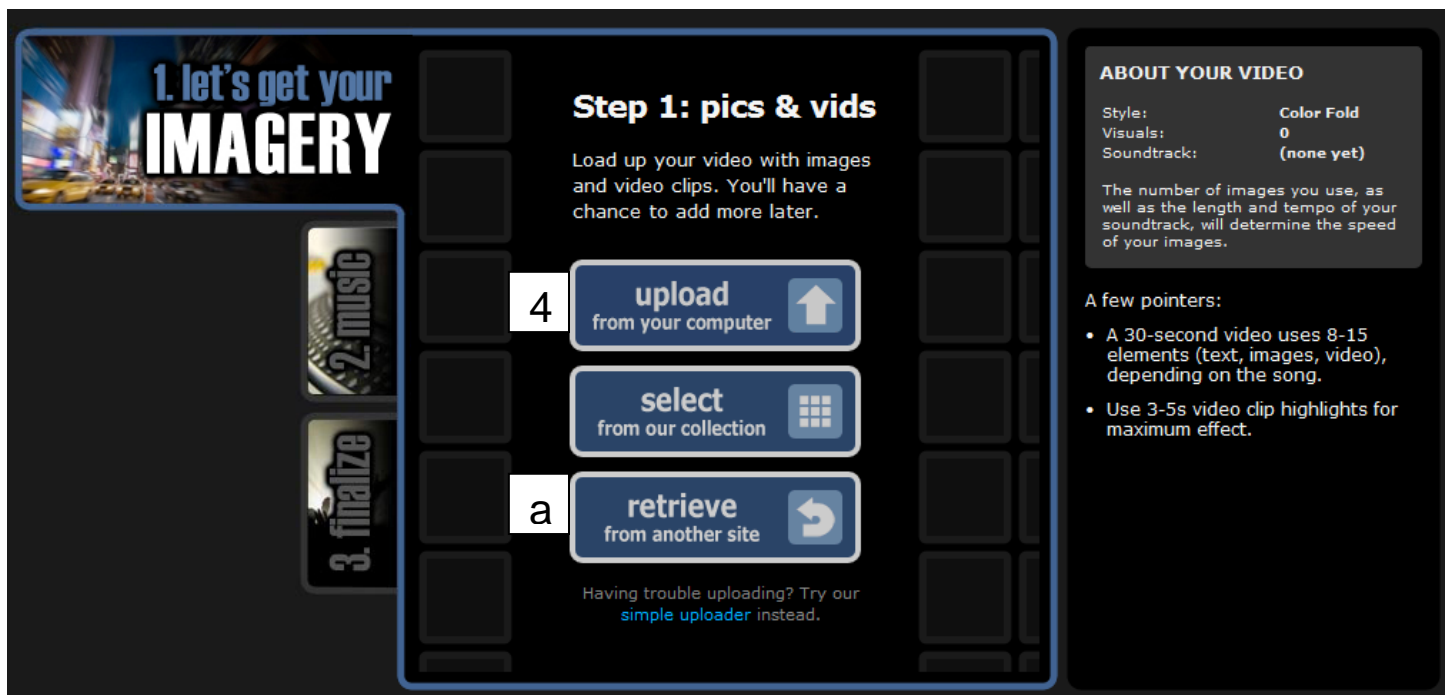 1. let's get your
IMAGERY
2. music
3. finalize
Step 1: pics & vids
Load up your video with images
and video clips. You'll have a
chance to add more later.
4
upload
from your computer
select
from our collection
a
retrieve
from another site
Having trouble uploading? Try our
simple uploader instead.
ABOUT YOUR VIDEO
Style: Color Fold
Visuals: 0
Soundtrack: (none yet)
The number of images you use, as
well as the length and tempo of your
soundtrack, will determine the speed
of your images.
A few pointers:
• A 30-second video uses 8-15
elements (text, images, video),
depending on the song.
• Use 3-5s video clip highlights for
maximum effect.